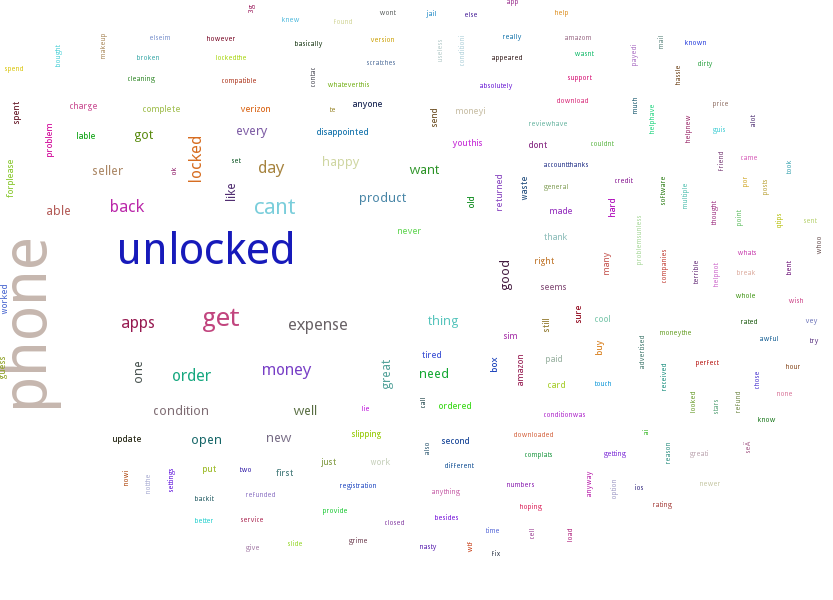 3g
app
knew
round
wont
jail
else
help
makeup
elseim
however
basically
version
useless
conditioni
really
amazom
mail
known
bought
broken
lockedthe
scratches
appeared
wasnt
payedi
dirty
spend
cleaning
compatible
contac
whateverthis
absolutely
support
hassle
spent
charge
complete
verizon
te
anyone
send
moneyi
download
much
price
problem
lable
got
every
disappointed
reviewhave
helphave
helpnew
guis
alot
locked
youthis
dont
couldnt
forplease
seller
ok
set
day
happy
want
accountthanks
friend
came
took
able
back
like
cant
product
old
returned
waste
general
credit
software
multiple
por
posts
made
hard
thought
point
qbips
sent
unlocked
never
thank
problemsunless
whoo
phone
good
right
many
companies
terrible
helpnot
whats
break
bent
worked
seems
whole
wish
apps
get
expense
thing
sim
still
sure
cool
moneythe
rated
vey
awful
try
guess
one
order
money
great
tired
need
box
amazon
paid
buy
advertised
perfect
hour
card
touch
received
chose
condition
well
lie
call
ordered
conditionwas
looked
stars
refund
none
know
update
open
new
slipping
also
second
downloaded
ai
reason
greati
seA
put
two
first
just
work
different
complats
getting
nowi
notthe
settings
backit
refunded
registration
anything
numbers
anyway
option
ios
newer
better
service
provide
closed
besides
hoping
rating
give
slide
grime
nasty
wtf
time
fix
cell
load